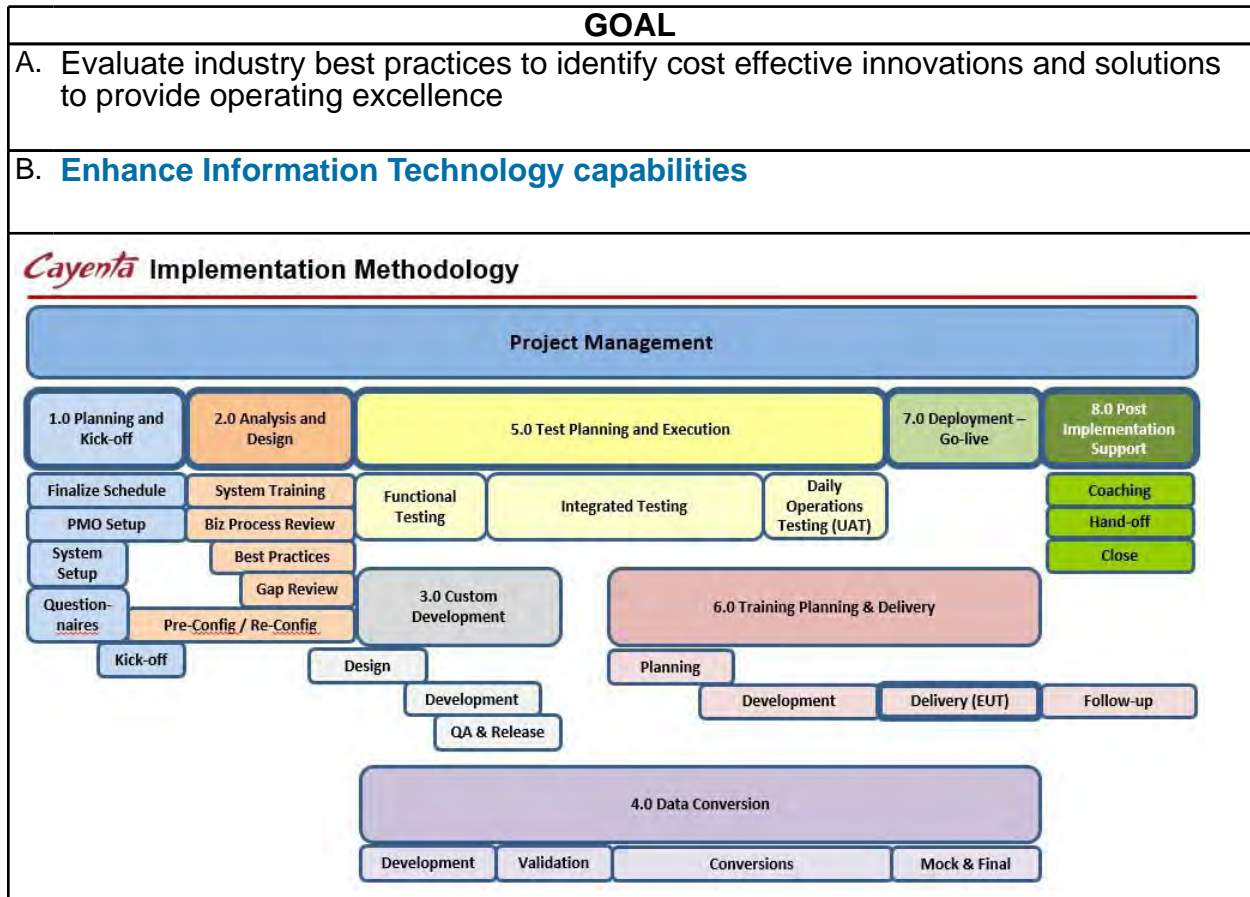 GOAL
A. Evaluate industry best practices to identify cost effective innovations and solutions
to provide operating excellence
B. Enhance Information Technology capabilities
Cayenta Implementation Methodology
Project Management
1.0 Planning and
Kick-off
2.0 Analysis and
Design
5.0 Test Planning and Execution
7.0 Deployment –
Go-live
8.0 Post
Implementation
Support
Finalize Schedule
PMO Setup
System
Setup
Question-
naires
Kick-off
System Training
Biz Process Review
Best Practices
Gap Review
Pre-Config / Re-Config
Functional
Testing
Integrated Testing
Daily
Operations
Testing (UAT)
Coaching
Hand-off
Close
3.0 Custom
Development
Design
Development
QA & Release
6.0 Training Planning & Delivery
Planning
Development
Delivery (EUT)
Follow-up
4.0 Data Conversion
Development
Validation
Conversions
Mock & Final